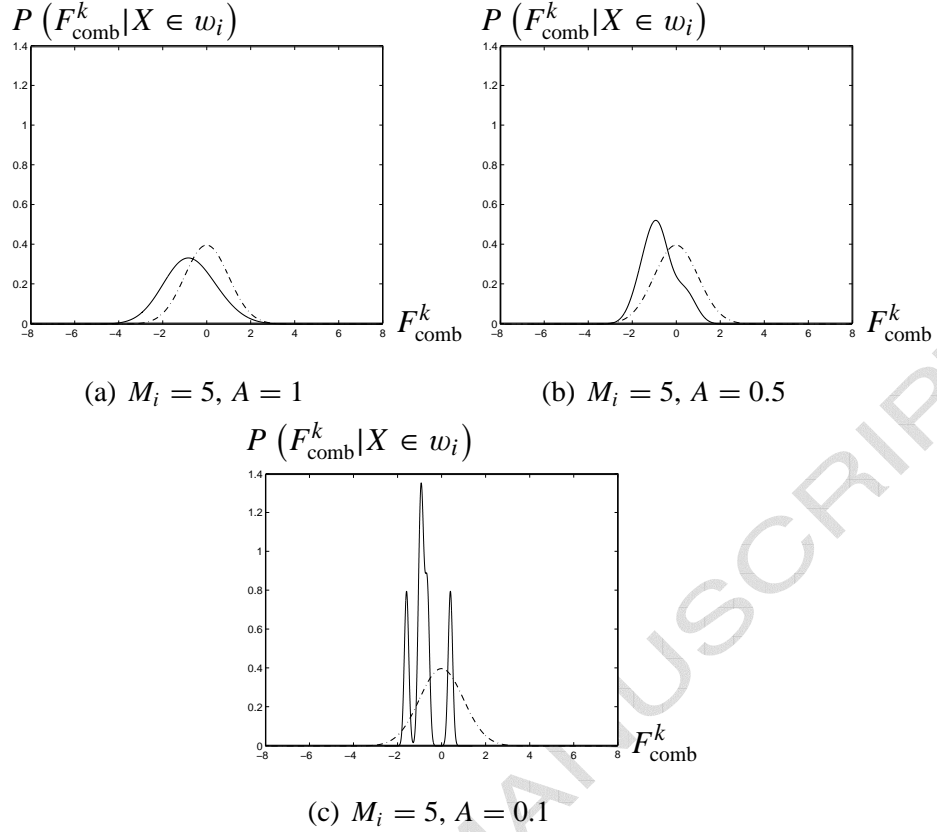 P (F^k_comb|X ∈ w_i)
1.4
1.2
1
0.8
0.6
0.4
0.2
0
−8 −6 −4 −2 0 2 4 6 8
F^k_comb
(a) M_i = 5, A = 1
P (F^k_comb|X ∈ w_i)
1.4
1.2
1
0.8
0.6
0.4
0.2
0
−8 −6 −4 −2 0 2 4 6 8
F^k_comb
(b) M_i = 5, A = 0.5
P (F^k_comb|X ∈ w_i)
1.4
1.2
1
0.8
0.6
0.4
0.2
0
−8 −6 −4 −2 0 2 4 6 8
F^k_comb
(c) M_i = 5, A = 0.1
MANUSCRIP